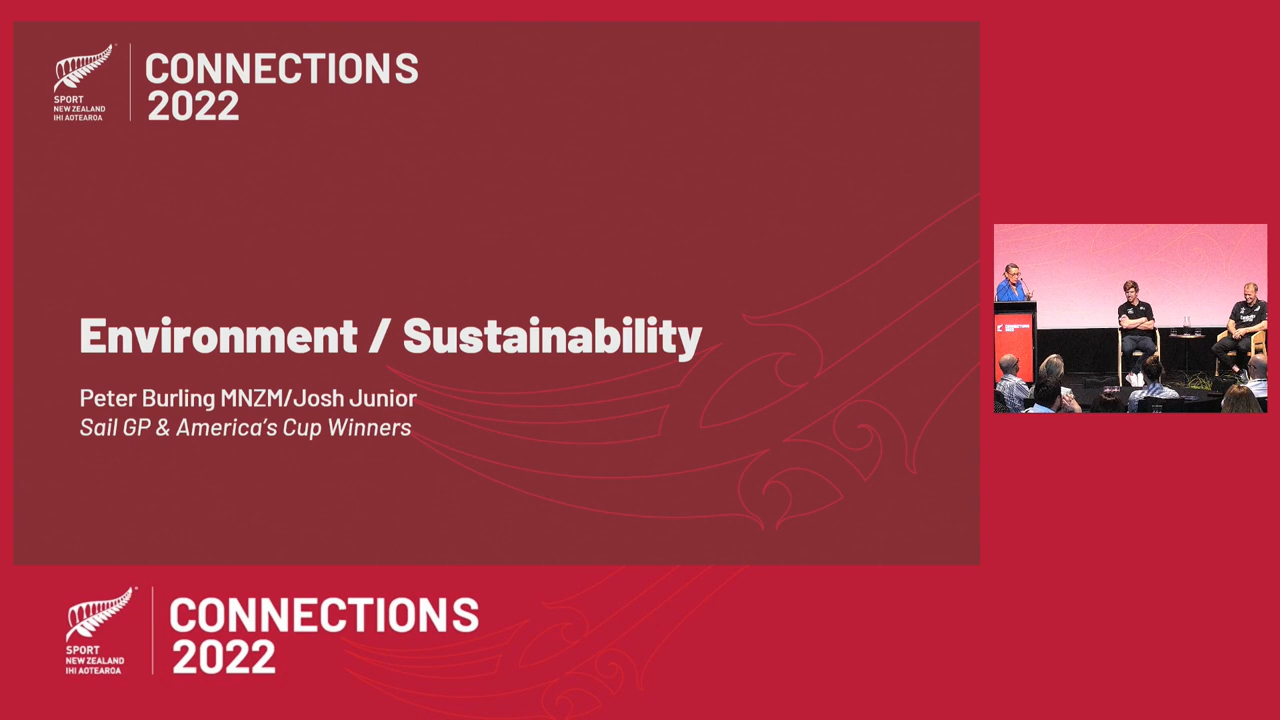 SPORT
NEW ZEALAND
IHI AOTEAROA
CONNECTIONS
2022
Environment / Sustainability
Peter Burling MNZM/Josh Junior
Sail GP & America's Cup Winners
CONNECTIONS
SPORT
NEW ZEALAND
IHI AOTEAROA
CONNECTIONS
2022